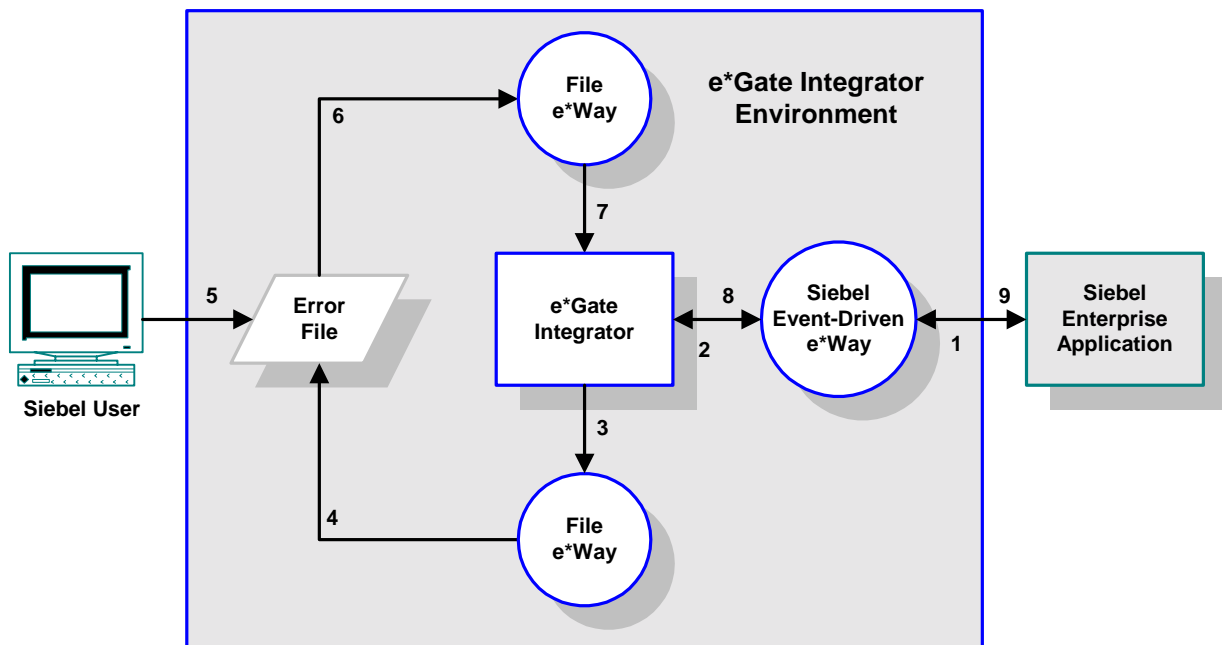 File
e*Way
e*Gate Integrator
Environment
6
7
5
Error
File
e*Gate
Integrator
8
2
Siebel
Event-Driven
e*Way
9
1
Siebel
Enterprise
Application
Siebel User
3
4
File
e*Way